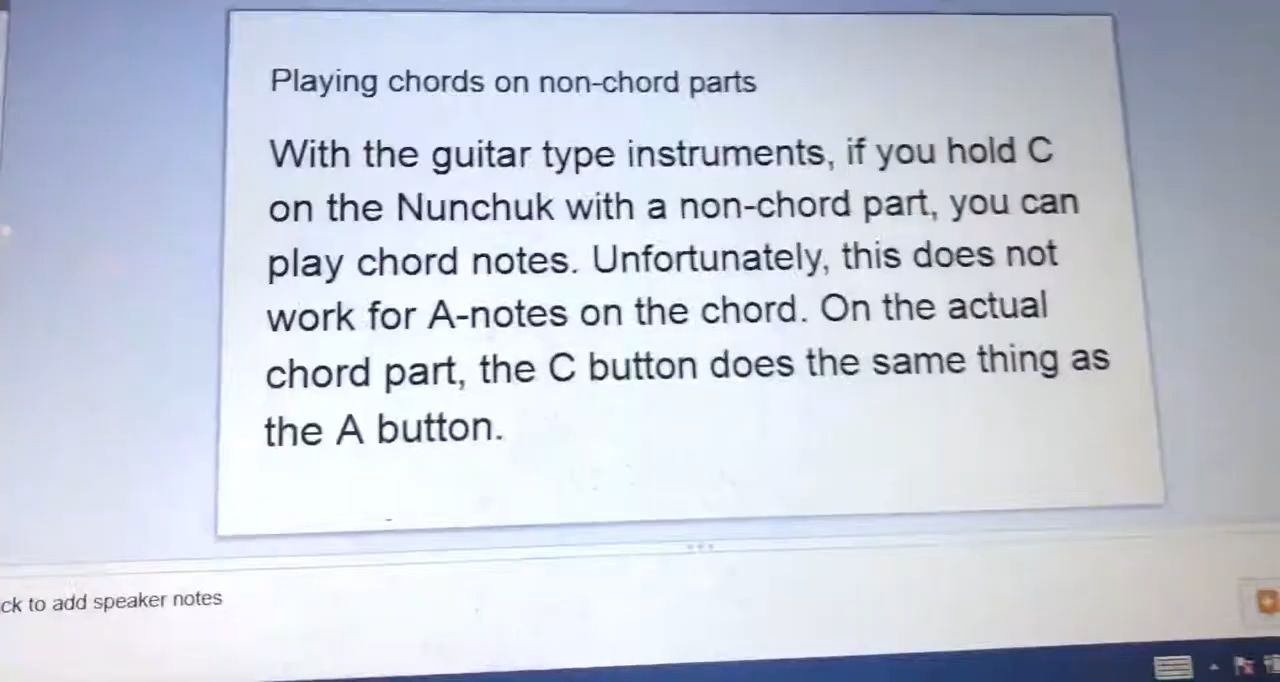 Playing chords on non-chord parts
With the guitar type instruments, if you hold C
on the Nunchuk with a non-chord part, you can
play chord notes. Unfortunately, this does not
work for A-notes on the chord. On the actual
chord part, the C button does the same thing as
the A button.
to add speaker notes